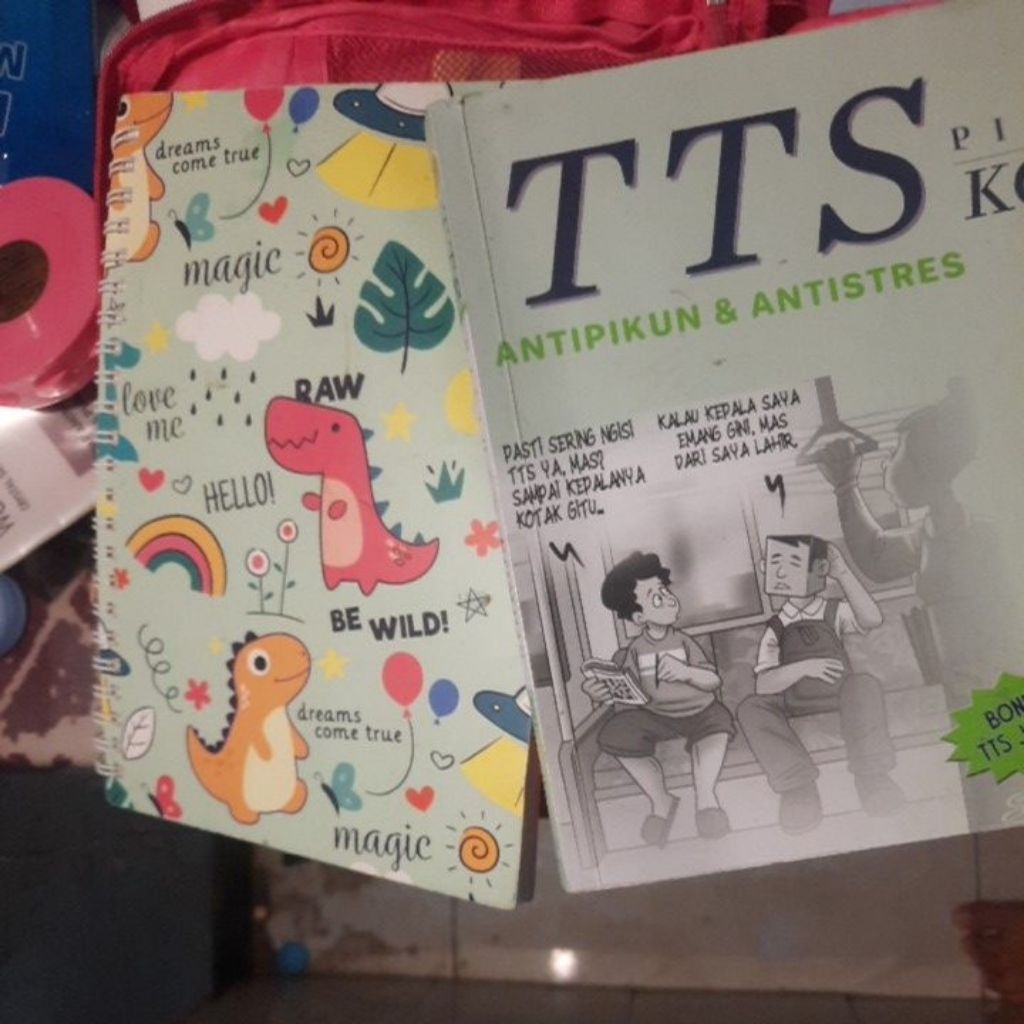 dreams
come true
magic
love
me
RAW
HELLO!
BE WILD!
dreams
come true
magic
TTS
ANTIPIKUN & ANTISTRES
PASTI SERING NGISI
TTS YA, MAS?
SAMPAI KEPALANYA
KOTAK GITU...
KALAU KEPALA SAYA
EMANG GINI, MAS
DARI SAYA LAHIR.
TTS